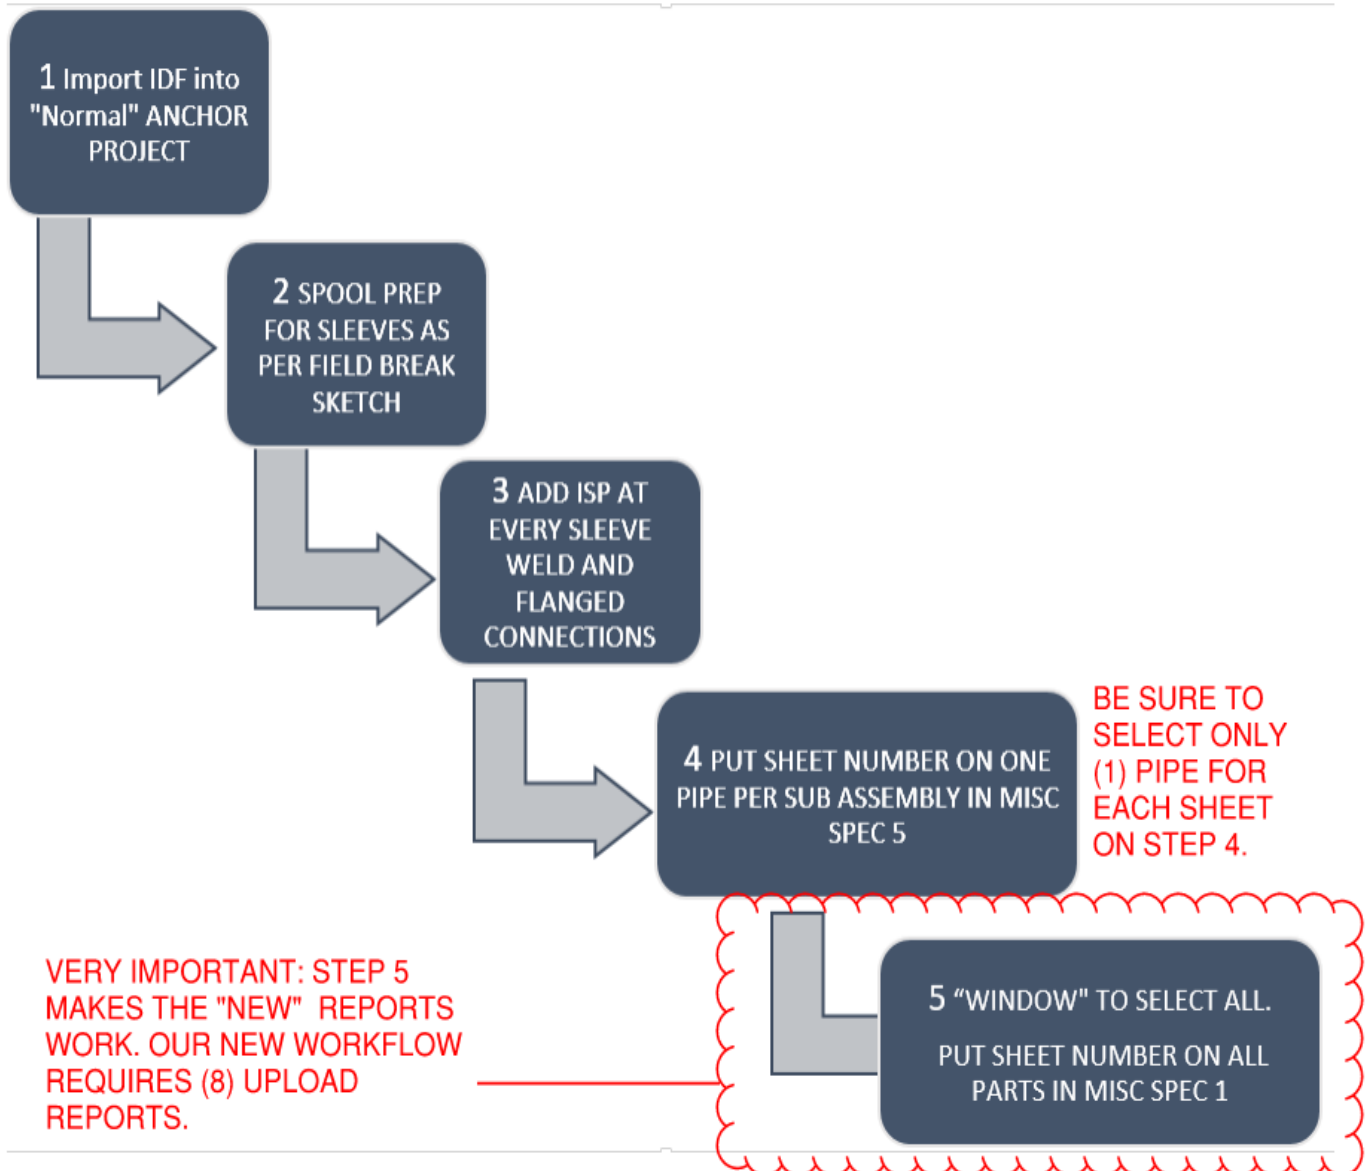 1 Import IDF into
"Normal" ANCHOR
PROJECT
2 SPOOL PREP
FOR SLEEVES AS
PER FIELD BREAK
SKETCH
3 ADD ISP AT
EVERY SLEEVE
WELD AND
FLANGED
CONNECTIONS
4 PUT SHEET NUMBER ON ONE
PIPE PER SUB ASSEMBLY IN MISC
SPEC 5
BE SURE TO
SELECT ONLY
(1) PIPE FOR
EACH SHEET
ON STEP 4.
VERY IMPORTANT: STEP 5
MAKES THE "NEW"  REPORTS
WORK. OUR NEW WORKFLOW
REQUIRES (8) UPLOAD
REPORTS.
5 “WINDOW" TO SELECT ALL.
PUT SHEET NUMBER ON ALL
PARTS IN MISC SPEC 1